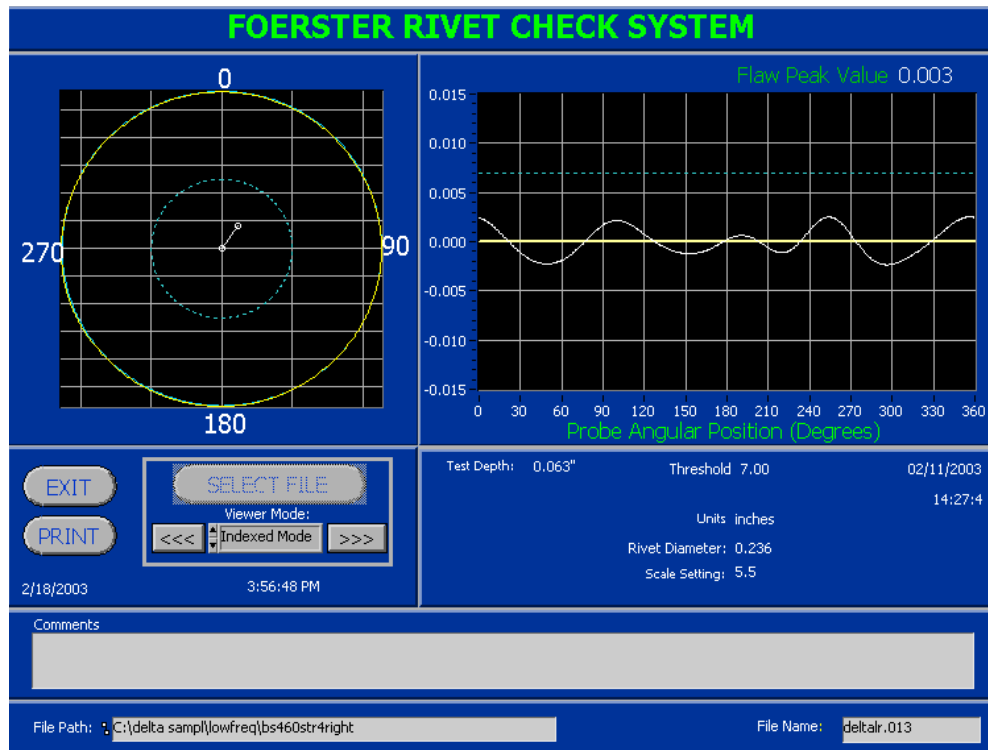 FOERSTER RIVET CHECK SYSTEM
0
270
90
180
Flaw Peak Value 0.003
0.015
0.010
0.005
0.000
-0.005
-0.010
-0.015
0 30 60 90 120 150 180 210 240 270 300 330 360
Probe Angular Position (Degrees)
EXIT
PRINT
SELECT FILE
Viewer Mode:
<<< Indexed Mode >>>
2/18/2003 3:56:48 PM
Test Depth: 0.063" Threshold 7.00 02/11/2003
14:27:4
Units inches
Rivet Diameter: 0.236
Scale Setting: 5.5
Comments
File Path: C:\delta sampl\lowfreq\bs460str4right
File Name: deltalr.013